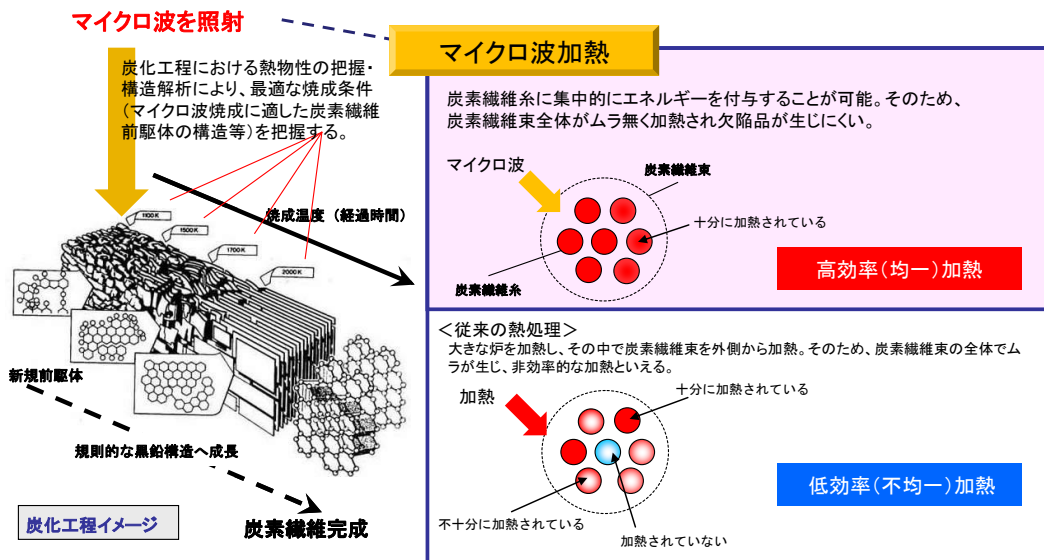 マイクロ波を照射
炭化工程における熱物性の把握・
構造解析により、最適な焼成条件
（マイクロ波焼成に適した炭素繊維
前駆体の構造等）を把握する。
焼成温度（経過時間）
1100K
1500K
1700K
2000K
新規前駆体
規則的な黒鉛構造へ成長
炭化工程イメージ
炭素繊維完成
マイクロ波加熱
炭素繊維糸に集中的にエネルギーを付与することが可能。そのため、
炭素繊維束全体がムラ無く加熱され欠陥品が生じにくい。
マイクロ波
炭素繊維束
十分に加熱されている
炭素繊維糸
高効率（均一）加熱
＜従来の熱処理＞
大きな炉を加熱し、その中で炭素繊維束を外側から加熱。そのため、炭素繊維束の全体でム
ラが生じ、非効率的な加熱といえる。
加熱
十分に加熱されている
不十分に加熱されている
加熱されていない
低効率（不均一）加熱